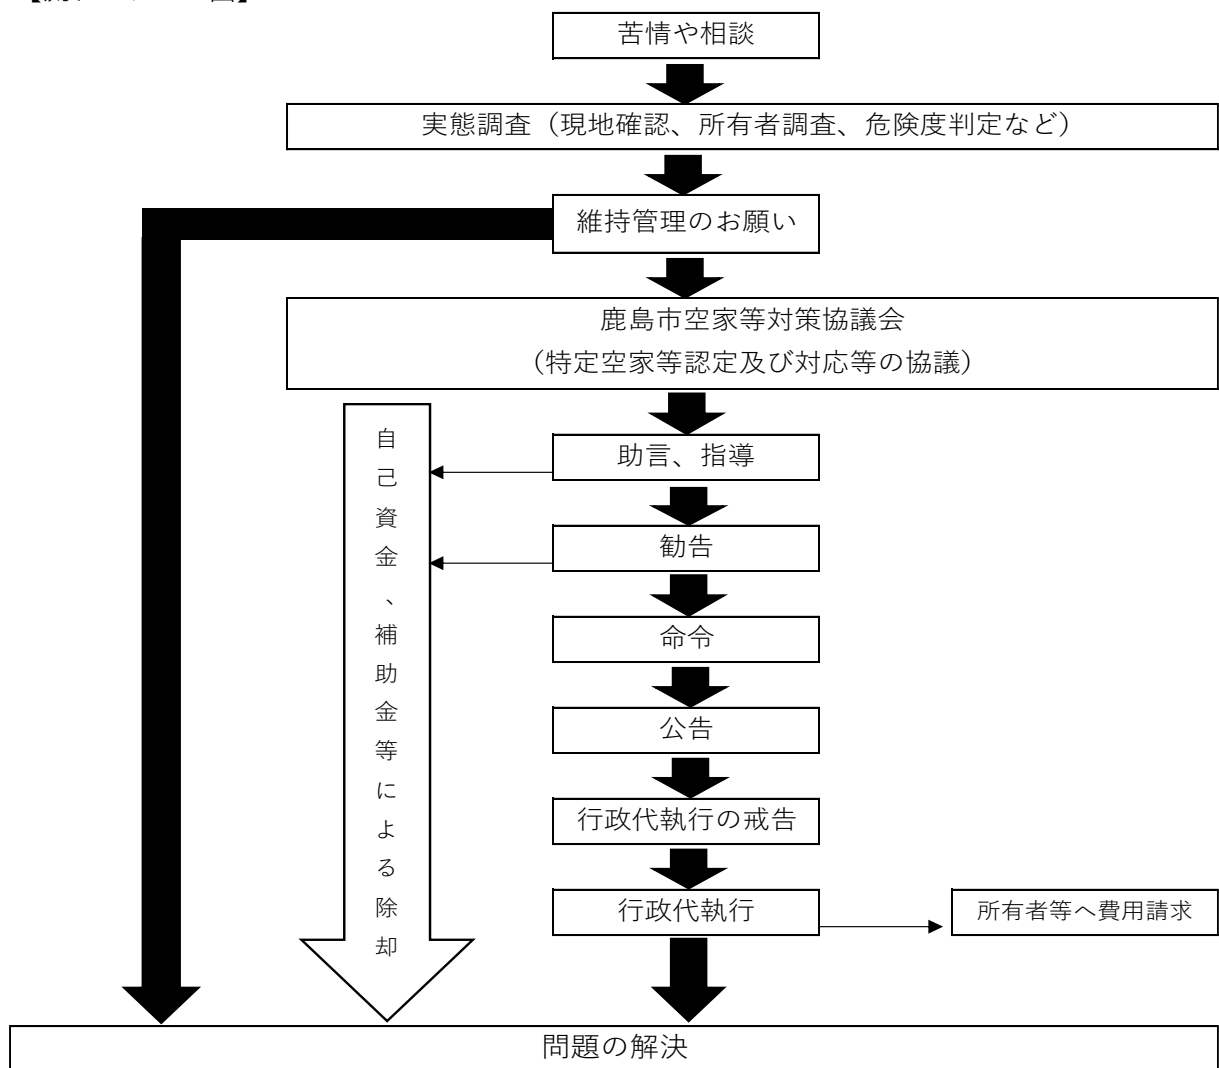 苦情や相談
実態調査（現地確認、所有者調査、危険度判定など）
維持管理のお願い
鹿島市空家等対策協議会
（特定空家等認定及び対応等の協議）
自己資金、補助金等による除却
助言、指導
勧告
命令
公告
行政代執行の戒告
行政代執行
所有者等へ費用請求
問題の解決